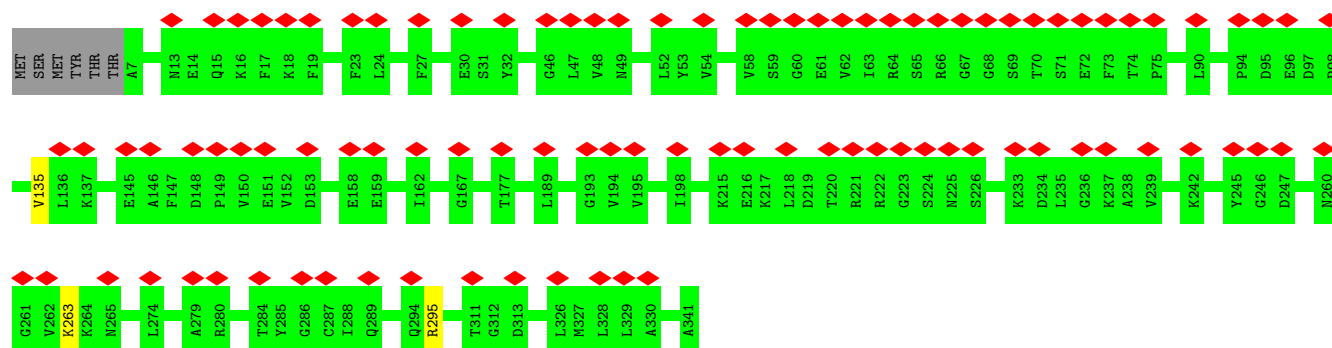 MET SER MET TYR THR THR A7 N13 E14 Q15 K16 F17 K18 F19 F23 L24 F27 E30 S31 Y32 G46 L47 V48 N49 L52 Y53 V54 V58 S59 G60 E61 V62 I63 R64 S65 R66 G67 G68 S69 T70 S71 E72 F73 T74 P75 L90 P94 D95 E96 D97
V135 L136 K137 E145 A146 F147 D148 P149 V150 E151 V152 D153 E158 E159 I162 G167 T177 L189 G193 V194 V195 I198 K215 E216 K217 L218 D219 T220 R221 R222 G223 S224 N225 S226 K233 D234 L235 G236 K237 A238 V239 K242 Y245 G246 D247 N260
G261 V262 K263 K264 N265 L274 A279 R280 T284 Y285 G286 C287 I288 Q289 Q294 R295 T311 G312 D313 L326 M327 L328 L329 A330 A341